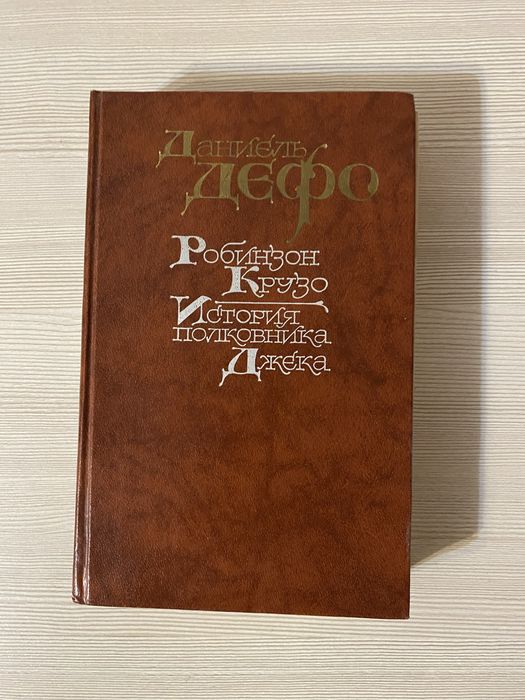 Даниель
ДЕФО
Робинзон
Крузо
История
полковника
Джека